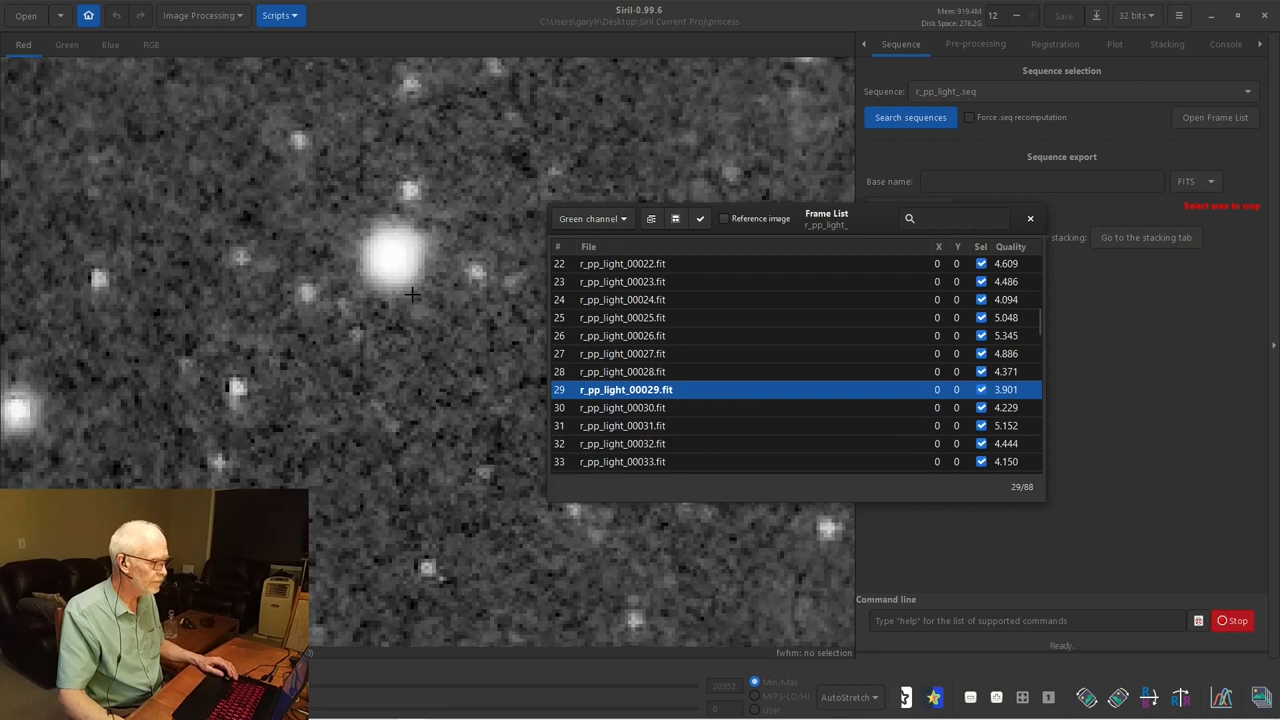 Open
Image Processing
Scripts
Siril-0.99.6
C:\Users\garyh\Desktop\Siril Current Proj\process
Mem: 919.4M
Disk Space: 276.2G
12
Save
32 bits
Red
Green
Blue
RGB
Sequence
Pre-processing
Registration
Plot
Stacking
Console
Sequence selection
Sequence:
r_pp_light_.seq
Search sequences
Force .seq recomputation
Open Frame List
Sequence export
Base name:
FITS
Select area to crop
stacking:
Go to the stacking tab
Green channel
Reference image
Frame List
r_pp_light_
# File X Y Sel Quality
22 r_pp_light_00022.fit 0 0 4.609
23 r_pp_light_00023.fit 0 0 4.486
24 r_pp_light_00024.fit 0 0 4.094
25 r_pp_light_00025.fit 0 0 5.048
26 r_pp_light_00026.fit 0 0 5.345
27 r_pp_light_00027.fit 0 0 4.886
28 r_pp_light_00028.fit 0 0 4.371
29 r_pp_light_00029.fit 0 0 3.901
30 r_pp_light_00030.fit 0 0 4.229
31 r_pp_light_00031.fit 0 0 5.152
32 r_pp_light_00032.fit 0 0 4.444
33 r_pp_light_00033.fit 0 0 4.150
29/88
Command line
Type "help" for the list of supported commands
Stop
Ready.
fwhm: no selection
20352
0
Min/Max
MIPS-LO/HI
User
AutoStretch
1